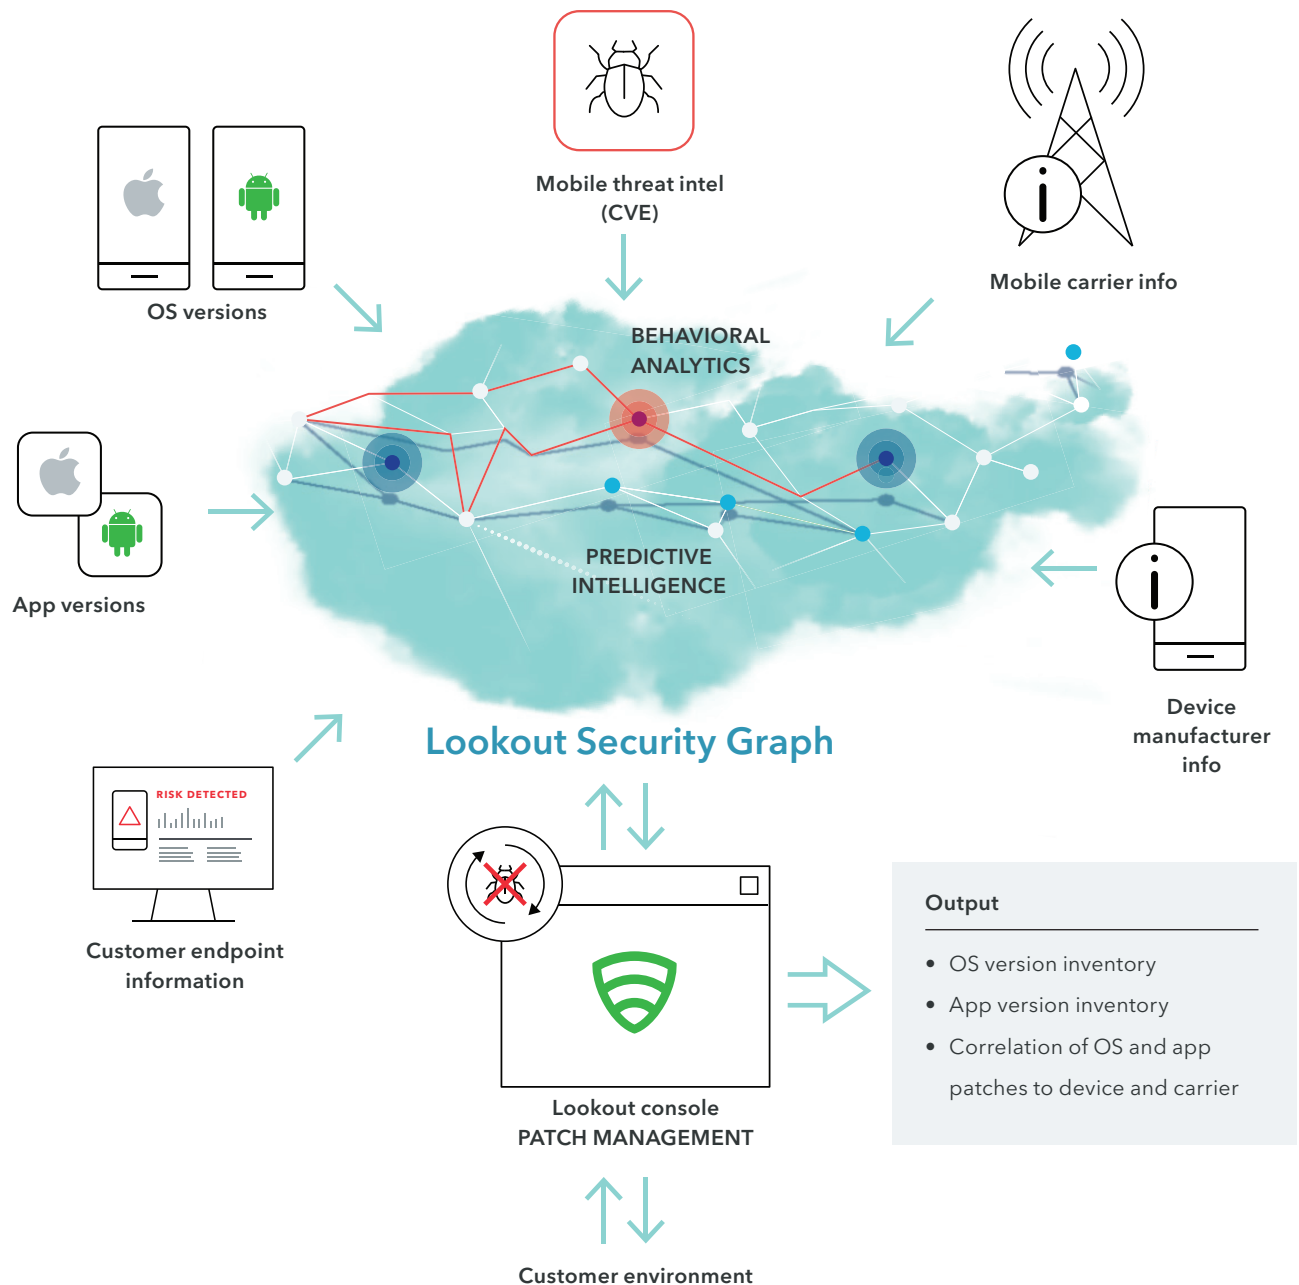 Mobile threat intel
(CVE)
OS versions
Mobile carrier info
BEHAVIORAL
ANALYTICS
App versions
PREDICTIVE
INTELLIGENCE
Device
manufacturer
info
Lookout Security Graph
RISK DETECTED
Customer endpoint
information
Output
• OS version inventory
• App version inventory
• Correlation of OS and app
patches to device and carrier
Lookout console
PATCH MANAGEMENT
Customer environment